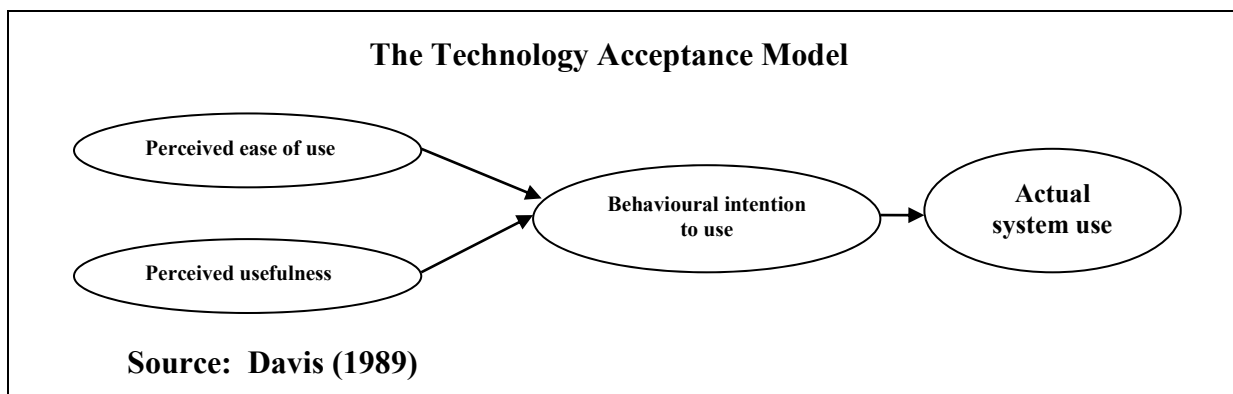 The Technology Acceptance Model
Perceived ease of use
Perceived usefulness
Behavioural intention
to use
Actual
system use
Source:  Davis (1989)